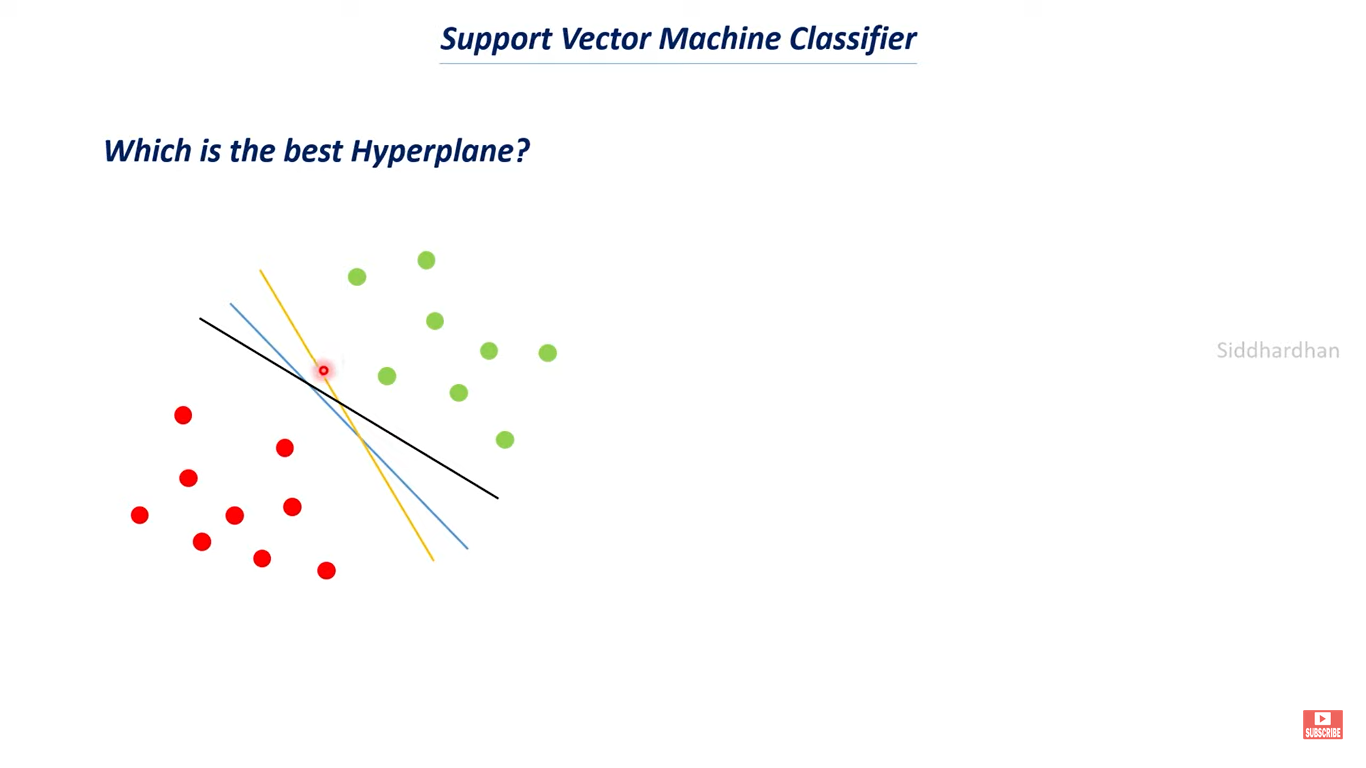 Support Vector Machine Classifier
Which is the best Hyperplane?
Siddhardhan
SUBSCRIBE